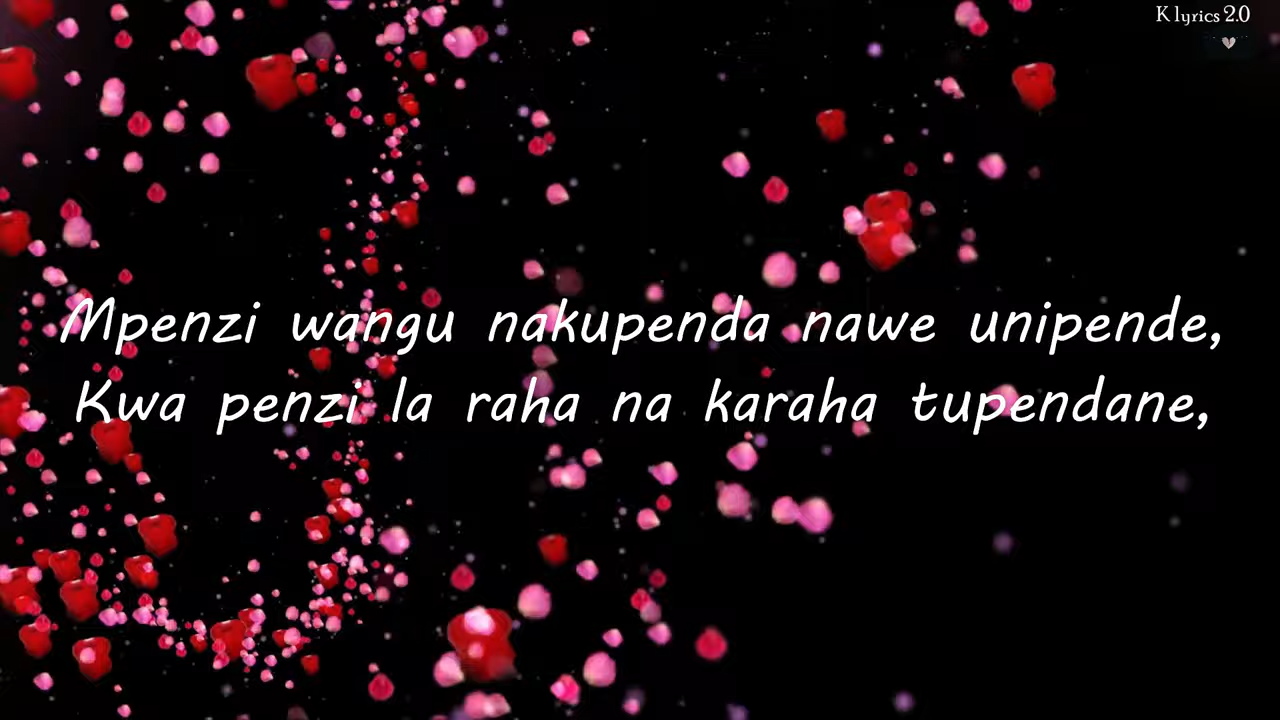 K lyrics 2.0
Mpenzi wangu nakupenda nawe unipende,
Kwa penzi la raha na karaha tupendane,